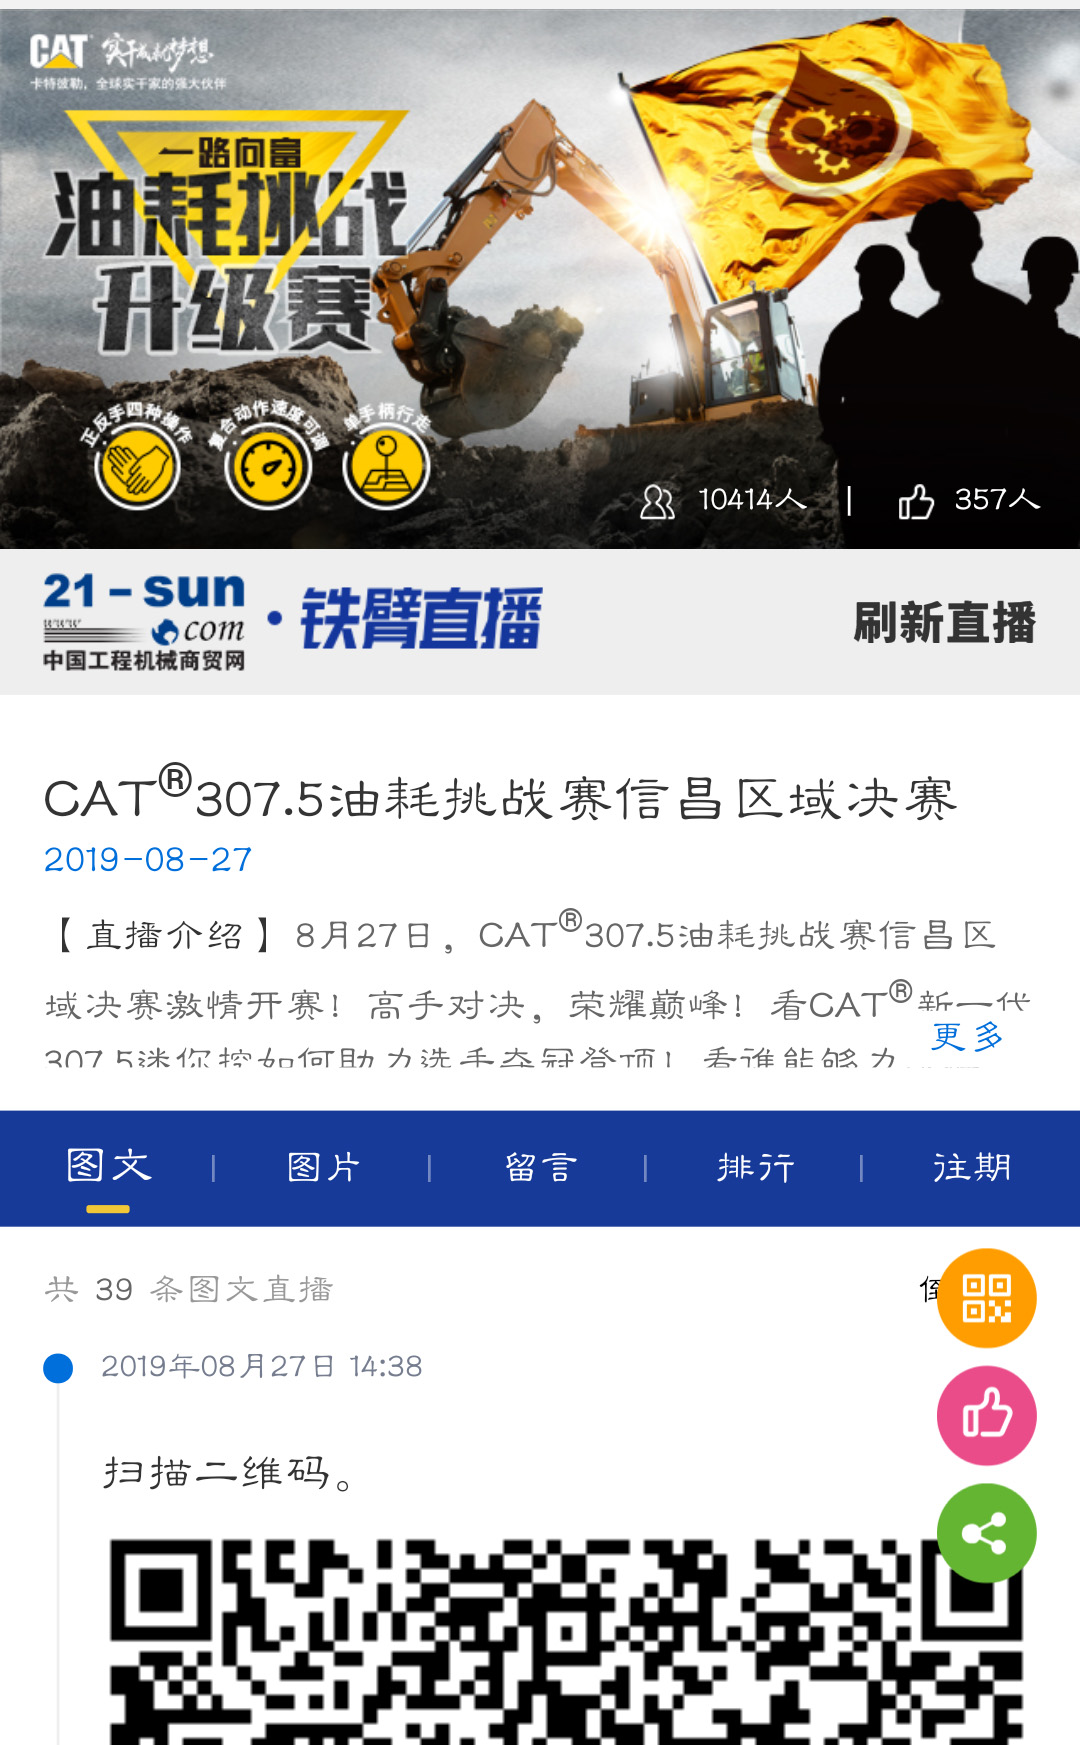 CAT 实干成就梦想
卡特彼勒，全球实干家的强大伙伴
一路向富
油耗挑战
升级赛
正反手四种操作
复合动作速度可调
单手柄行走
10414人 | 357人
21-sun
.com
中国工程机械商贸网
·铁臂直播
刷新直播
CAT®307.5油耗挑战赛信昌区域决赛
2019-08-27
【直播介绍】8月27日，CAT®307.5油耗挑战赛信昌区
域决赛激情开赛！高手对决，荣耀巅峰！看CAT®新一代
307.5迷你挖如何助力选手夺冠登顶！看谁能够力
更多
图文 | 图片 | 留言 | 排行 | 往期
共 39 条图文直播
2019年08月27日 14:38
扫描二维码。